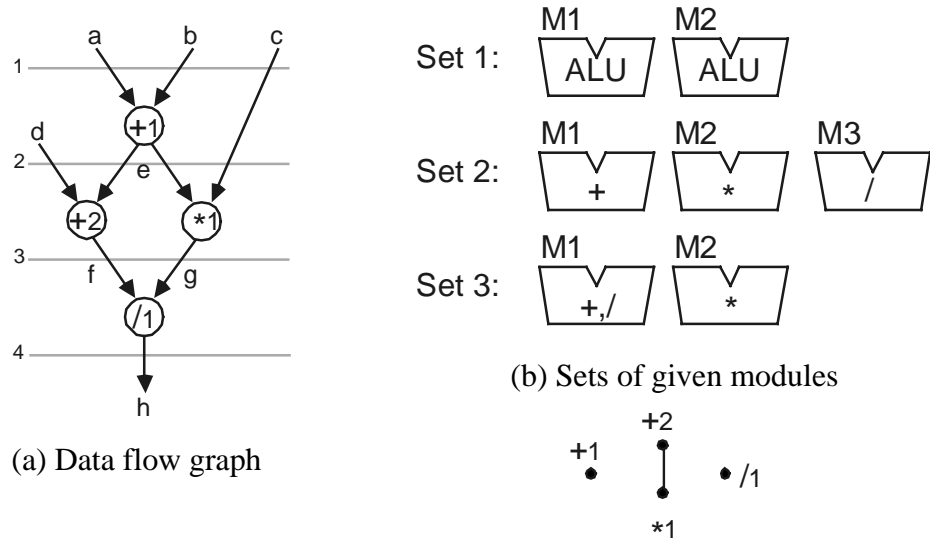 a b c
1
+1
d
2
e
+2 *1
3
f g
/1
4
h
(a) Data flow graph
M1 M2
Set 1: ALU ALU
M1 M2 M3
Set 2: + * /
M1 M2
Set 3: +,/ *
(b) Sets of given modules
+2
+1
/1
*1